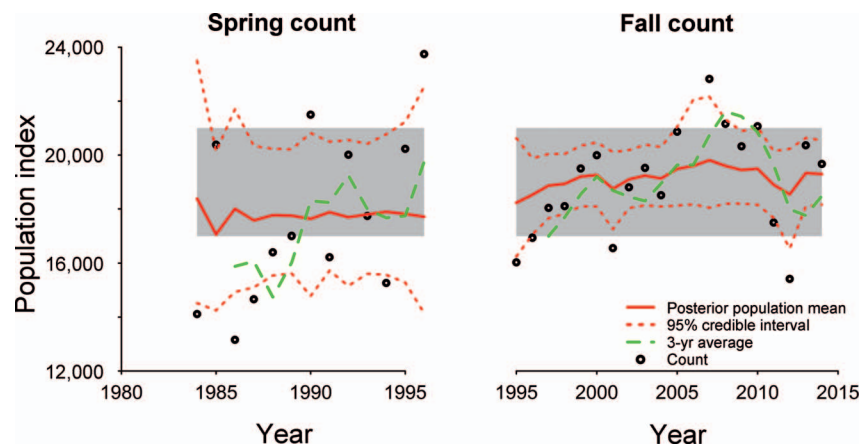 Spring count
Fall count
Population index
24,000
20,000
16,000
12,000
1980
1985
1990
1995
Year
1995
2000
2005
2010
2015
Year
Posterior population mean
95% credible interval
3-yr average
Count